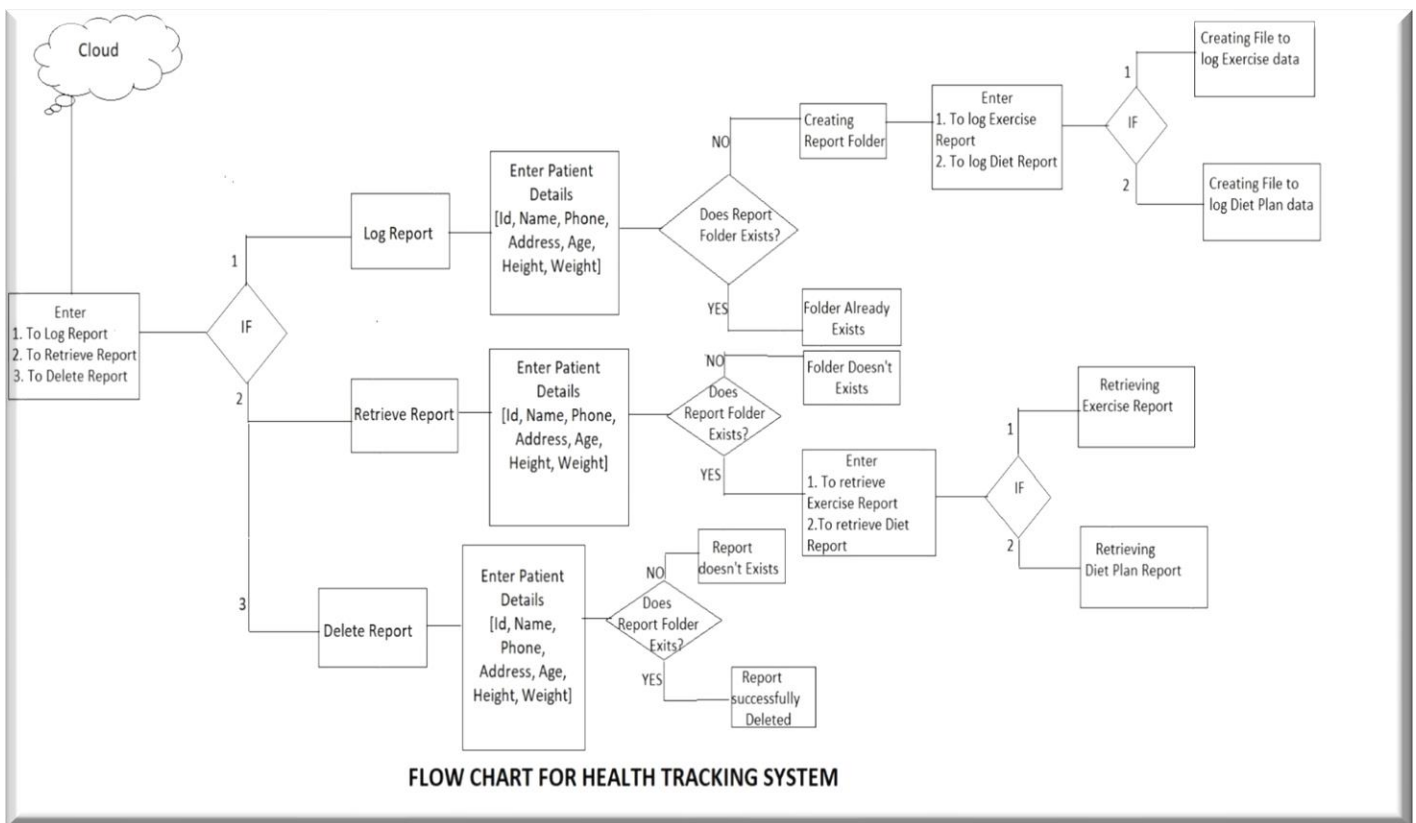 Cloud
Enter
1. To Log Report
2. To Retrieve Report
3. To Delete Report
IF
1
2
3
Log Report
Enter Patient
Details
[Id, Name, Phone,
Address, Age,
Height, Weight]
Does Report
Folder Exists?
NO
Creating
Report Folder
Enter
1. To log Exercise
Report
2. To log Diet Report
IF
1
Creating File to
log Exercise data
2
Creating File to
log Diet Plan data
YES
Folder Already
Exists
Retrieve Report
Enter Patient
Details
[Id, Name, Phone,
Address, Age,
Height, Weight]
Does
Report Folder
Exists?
NO
Folder Doesn't
Exists
YES
Enter
1. To retrieve
Exercise Report
2.To retrieve Diet
Report
IF
1
Retrieving
Exercise Report
2
Retrieving
Diet Plan Report
Delete Report
Enter Patient
Details
[Id, Name,
Phone,
Address, Age,
Height, Weight]
Does
Report Folder
Exits?
NO
Report
doesn't Exists
YES
Report
successfully
Deleted
FLOW CHART FOR HEALTH TRACKING SYSTEM